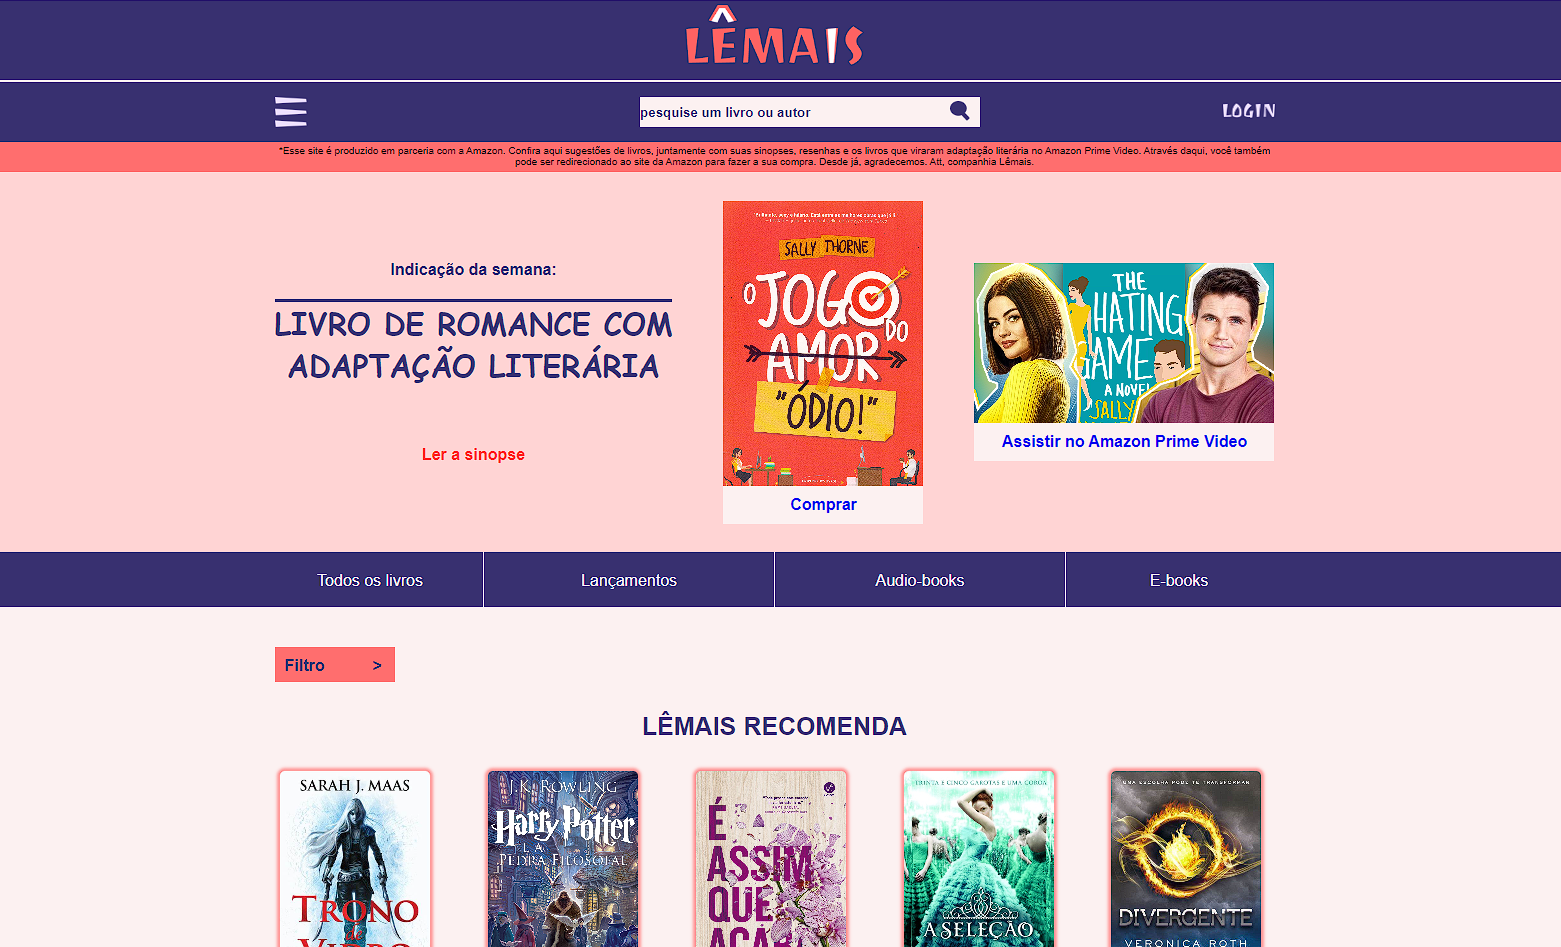 LÊMAIS
pesquise um livro ou autor
LOGIN
*Esse site é produzido em parceria com a Amazon. Confira aqui sugestões de livros, juntamente com suas sinopses, resenhas e os livros que viraram adaptação literária no Amazon Prime Video. Através daqui, você também
pode ser redirecionado ao site da Amazon para fazer a sua compra. Desde já, agradecemos. Att, companhia Lêmais.
Indicação da semana:
LIVRO DE ROMANCE COM
ADAPTAÇÃO LITERÁRIA
Ler a sinopse
SALLY THORNE
O JOGO
DO
AMOR
"ÓDIO!"
Comprar
THE
HATING
GAME
A NOVEL
SALLY
Assistir no Amazon Prime Video
Todos os livros
Lançamentos
Audio-books
E-books
Filtro >
LÊMAIS RECOMENDA
SARAH J. MAAS
TRONO
de
VIDRO
J.K. ROWLING
Harry Potter
E A
PEDRA FILOSOFAL
É
ASSIM
QUE
ACAB
TRINTA E CINCO GAROTAS E UMA COROA
A SELEÇÃO
UMA ESCOLHA PODE TE TRANSFORMAR
DIVERGENTE
VERONICA ROTH